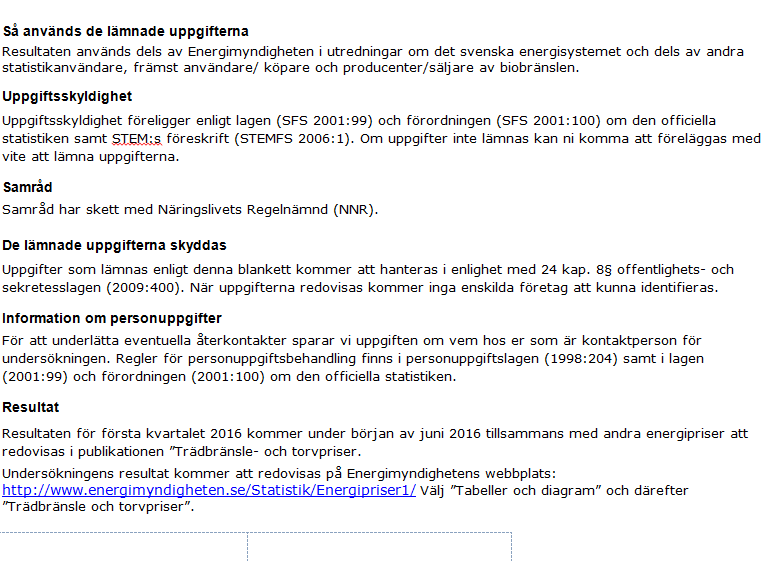 Så används de lämnade uppgifterna
Resultaten används dels av Energimyndigheten i utredningar om det svenska energisystemet och dels av andra
statistikanvändare, främst användare/ köpare och producenter/säljare av biobränslen.
Uppgiftsskyldighet
Uppgiftsskyldighet föreligger enligt lagen (SFS 2001:99) och förordningen (SFS 2001:100) om den officiella
statistiken samt STEM:s föreskrift (STEMFS 2006:1). Om uppgifter inte lämnas kan ni komma att föreläggas med
vite att lämna uppgifterna.
Samråd
Samråd har skett med Näringslivets Regelnämnd (NNR).
De lämnade uppgifterna skyddas
Uppgifter som lämnas enligt denna blankett kommer att hanteras i enlighet med 24 kap. 8§ offentlighets- och
sekretesslagen (2009:400). När uppgifterna redovisas kommer inga enskilda företag att kunna identifieras.
Information om personuppgifter
För att underlätta eventuella återkontakter sparar vi uppgiften om vem hos er som är kontaktperson för
undersökningen. Regler för personuppgiftsbehandling finns i personuppgiftslagen (1998:204) samt i lagen
(2001:99) och förordningen (2001:100) om den officiella statistiken.
Resultat
Resultaten för första kvartalet 2016 kommer under början av juni 2016 tillsammans med andra energipriser att
redovisas i publikationen ”Trädbränsle- och torvpriser.
Undersökningens resultat kommer att redovisas på Energimyndighetens webbplats:
http://www.energimyndigheten.se/Statistik/Energipriser1/ Välj ”Tabeller och diagram” och därefter
”Trädbränsle och torvpriser”.